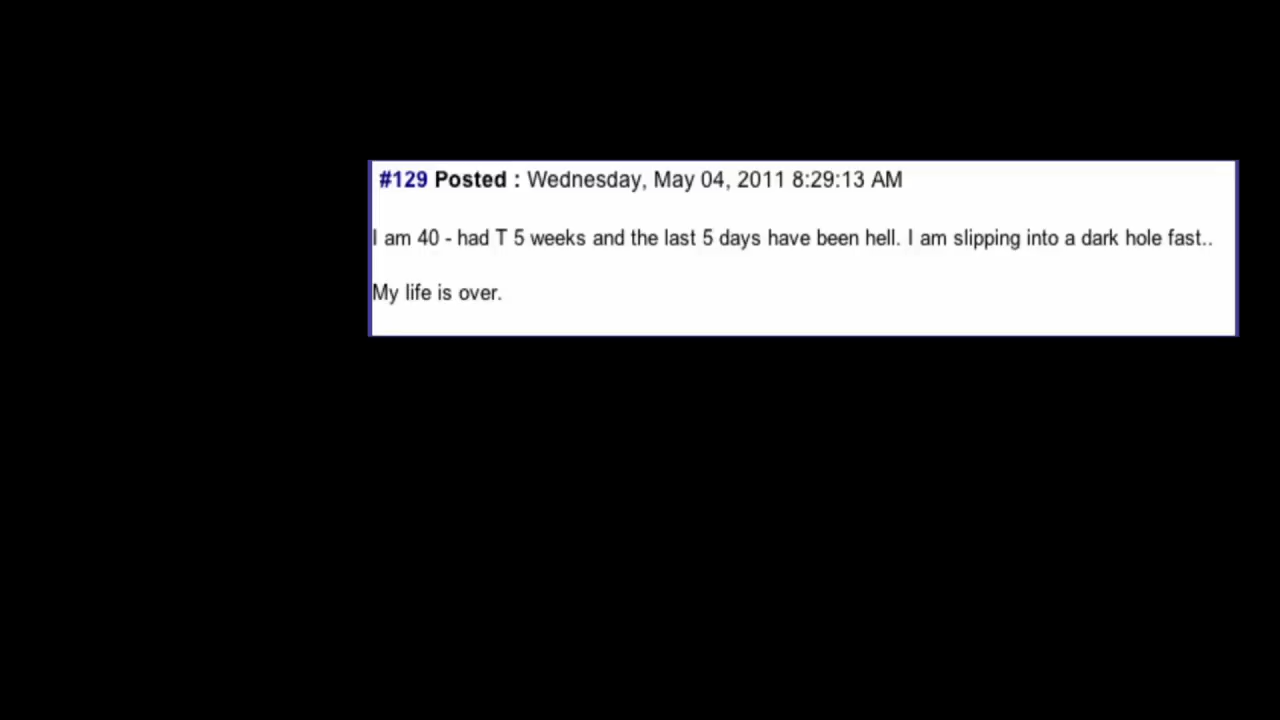 #129 Posted : Wednesday, May 04, 2011 8:29:13 AM
I am 40 - had T 5 weeks and the last 5 days have been hell. I am slipping into a dark hole fast..
My life is over.